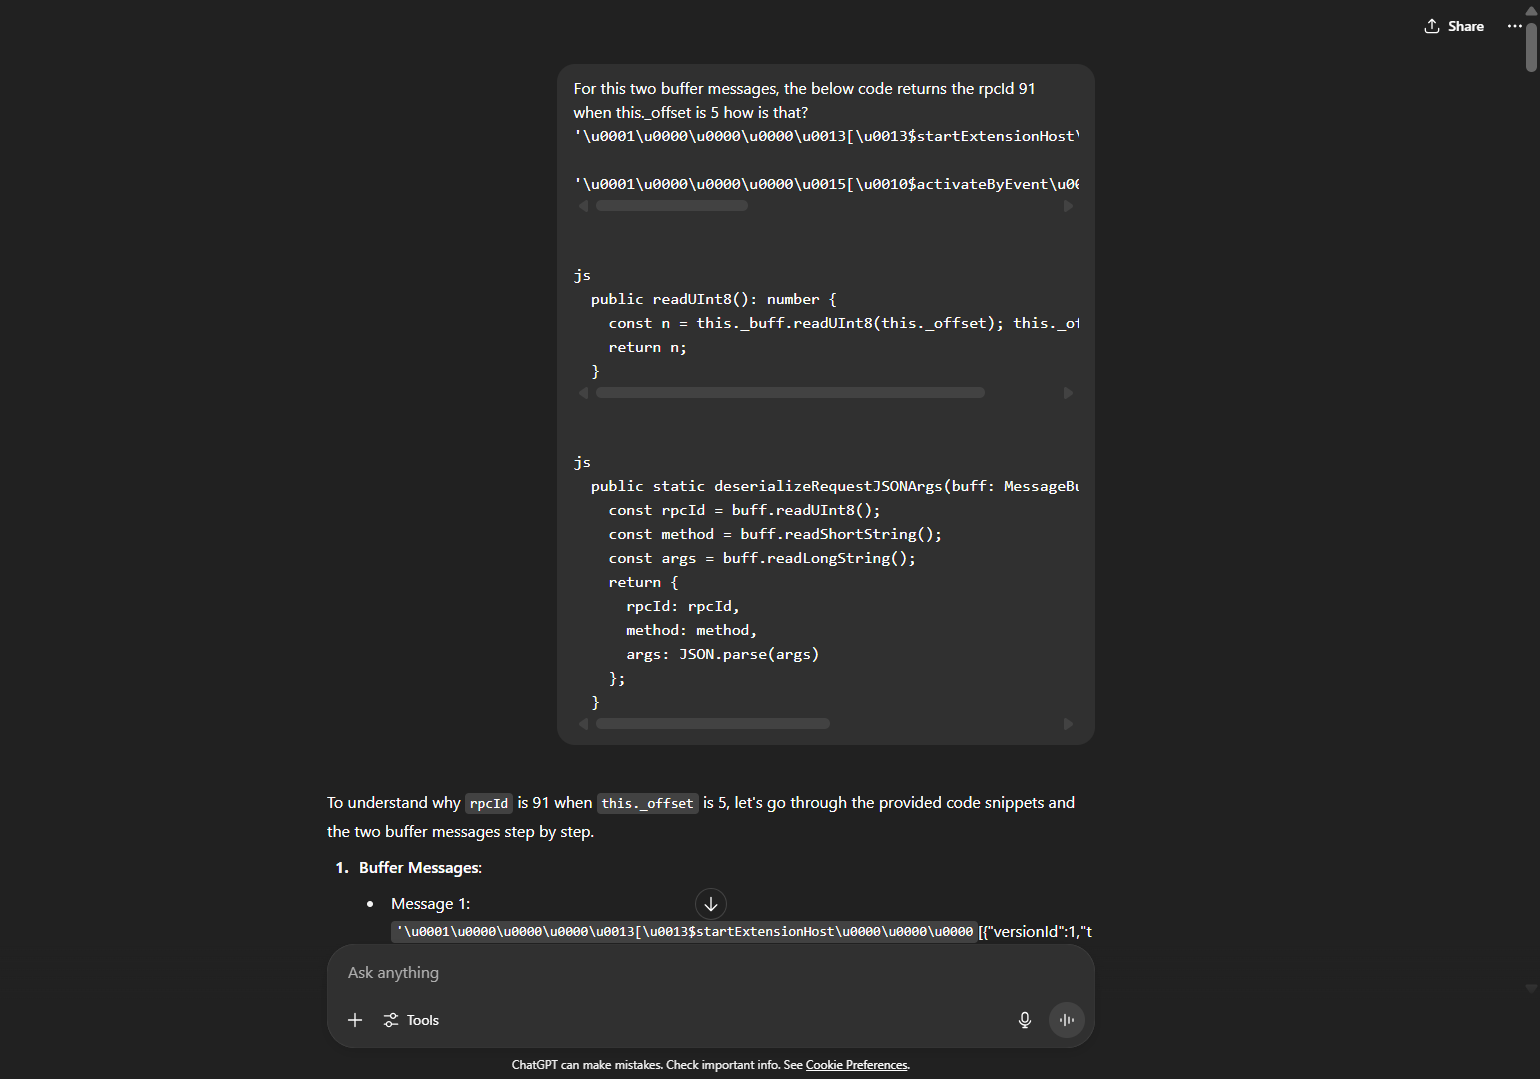 Share
For this two buffer messages, the below code returns the rpcId 91
when this._offset is 5 how is that?
'\u0001\u0000\u0000\u0000\u0013[\u0013$startExtensionHost\
'\u0001\u0000\u0000\u0000\u0015[\u0010$activateByEvent\u00
js
public readUInt8(): number {
const n = this._buff.readUInt8(this._offset); this._of
return n;
}
js
public static deserializeRequestJSONArgs(buff: MessageBu
const rpcId = buff.readUInt8();
const method = buff.readShortString();
const args = buff.readLongString();
return {
rpcId: rpcId,
method: method,
args: JSON.parse(args)
};
}
To understand why rpcId is 91 when this._offset is 5, let's go through the provided code snippets and
the two buffer messages step by step.
1. Buffer Messages:
• Message 1:
'\u0001\u0000\u0000\u0000\u0013[\u0013$startExtensionHost\u0000\u0000\u0000 [{"versionId":1,"t
Ask anything
Tools
ChatGPT can make mistakes. Check important info. See Cookie Preferences.